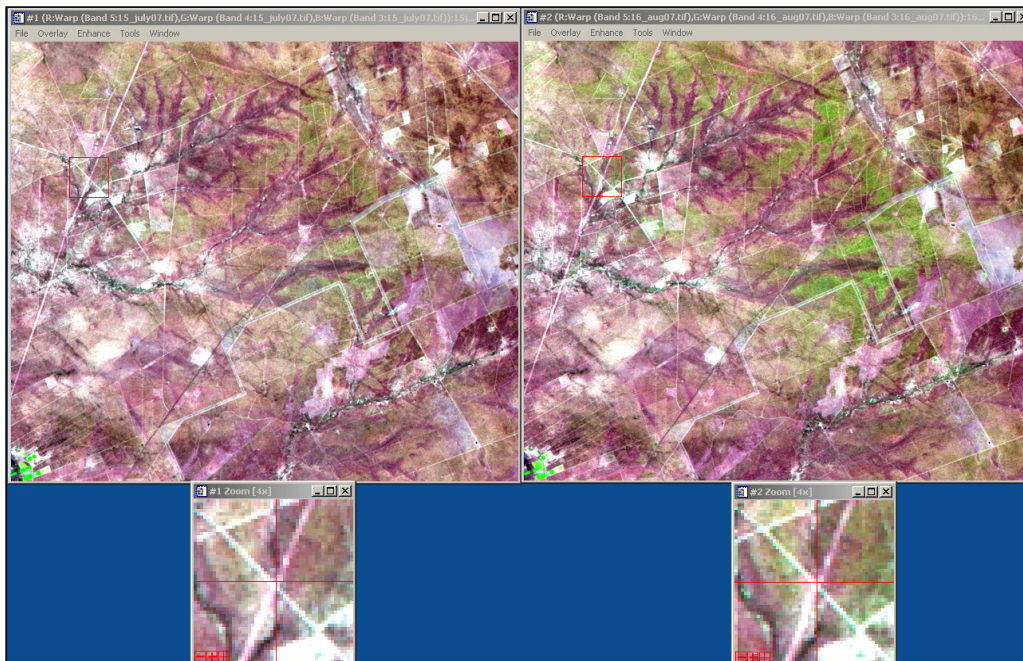 #1 (R:Warp (Band 5:15_july07.tif),G:Warp (Band 4:15_july07.tif),B:Warp (Band 3:15_july07.tif)):15;...
File Overlay Enhance Tools Window
#2 (R:Warp (Band 5:16_aug07.tif),G:Warp (Band 4:16_aug07.tif),B:Warp (Band 3:16_aug07.tif)):16...
File Overlay Enhance Tools Window
#1 Zoom [4x]
#2 Zoom [4x]